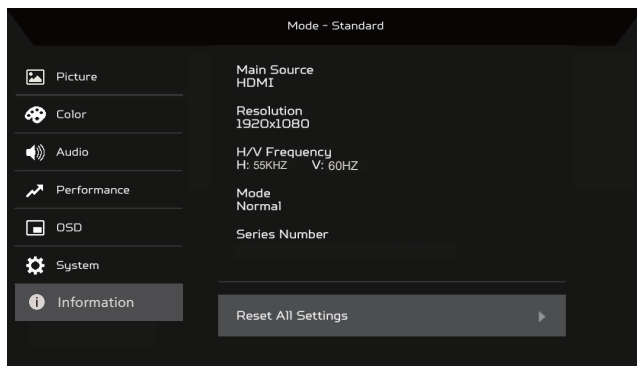 Mode - Standard
Picture
Color
Audio
Performance
OSD
System
Information
Main Source
HDMI
Resolution
1920x1080
H/V Frequency
H: 55KHZ V: 60HZ
Mode
Normal
Series Number
Reset All Settings